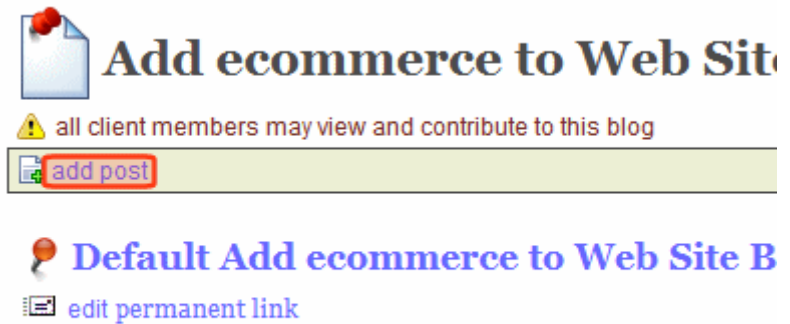 Add ecommerce to Web Site
all client members may view and contribute to this blog
add post
Default Add ecommerce to Web Site B
edit permanent link